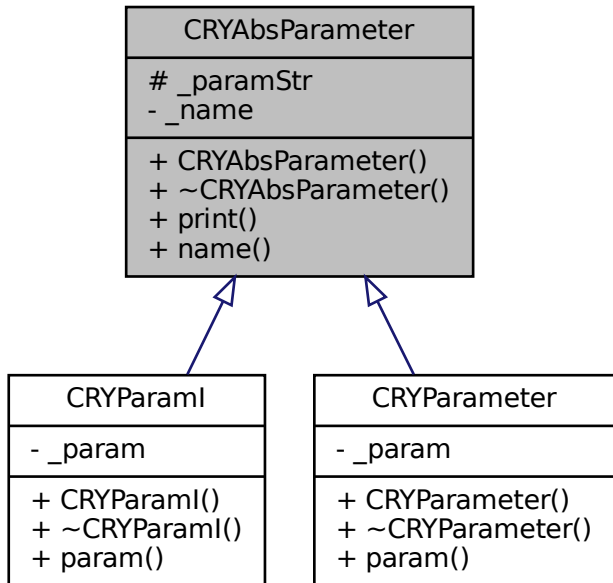 CRYAbsParameter
# _paramStr
- _name
+ CRYAbsParameter()
+ ~CRYAbsParameter()
+ print()
+ name()
CRYParamI
- _param
+ CRYParamI()
+ ~CRYParamI()
+ param()
CRYParameter
- _param
+ CRYParameter()
+ ~CRYParameter()
+ param()